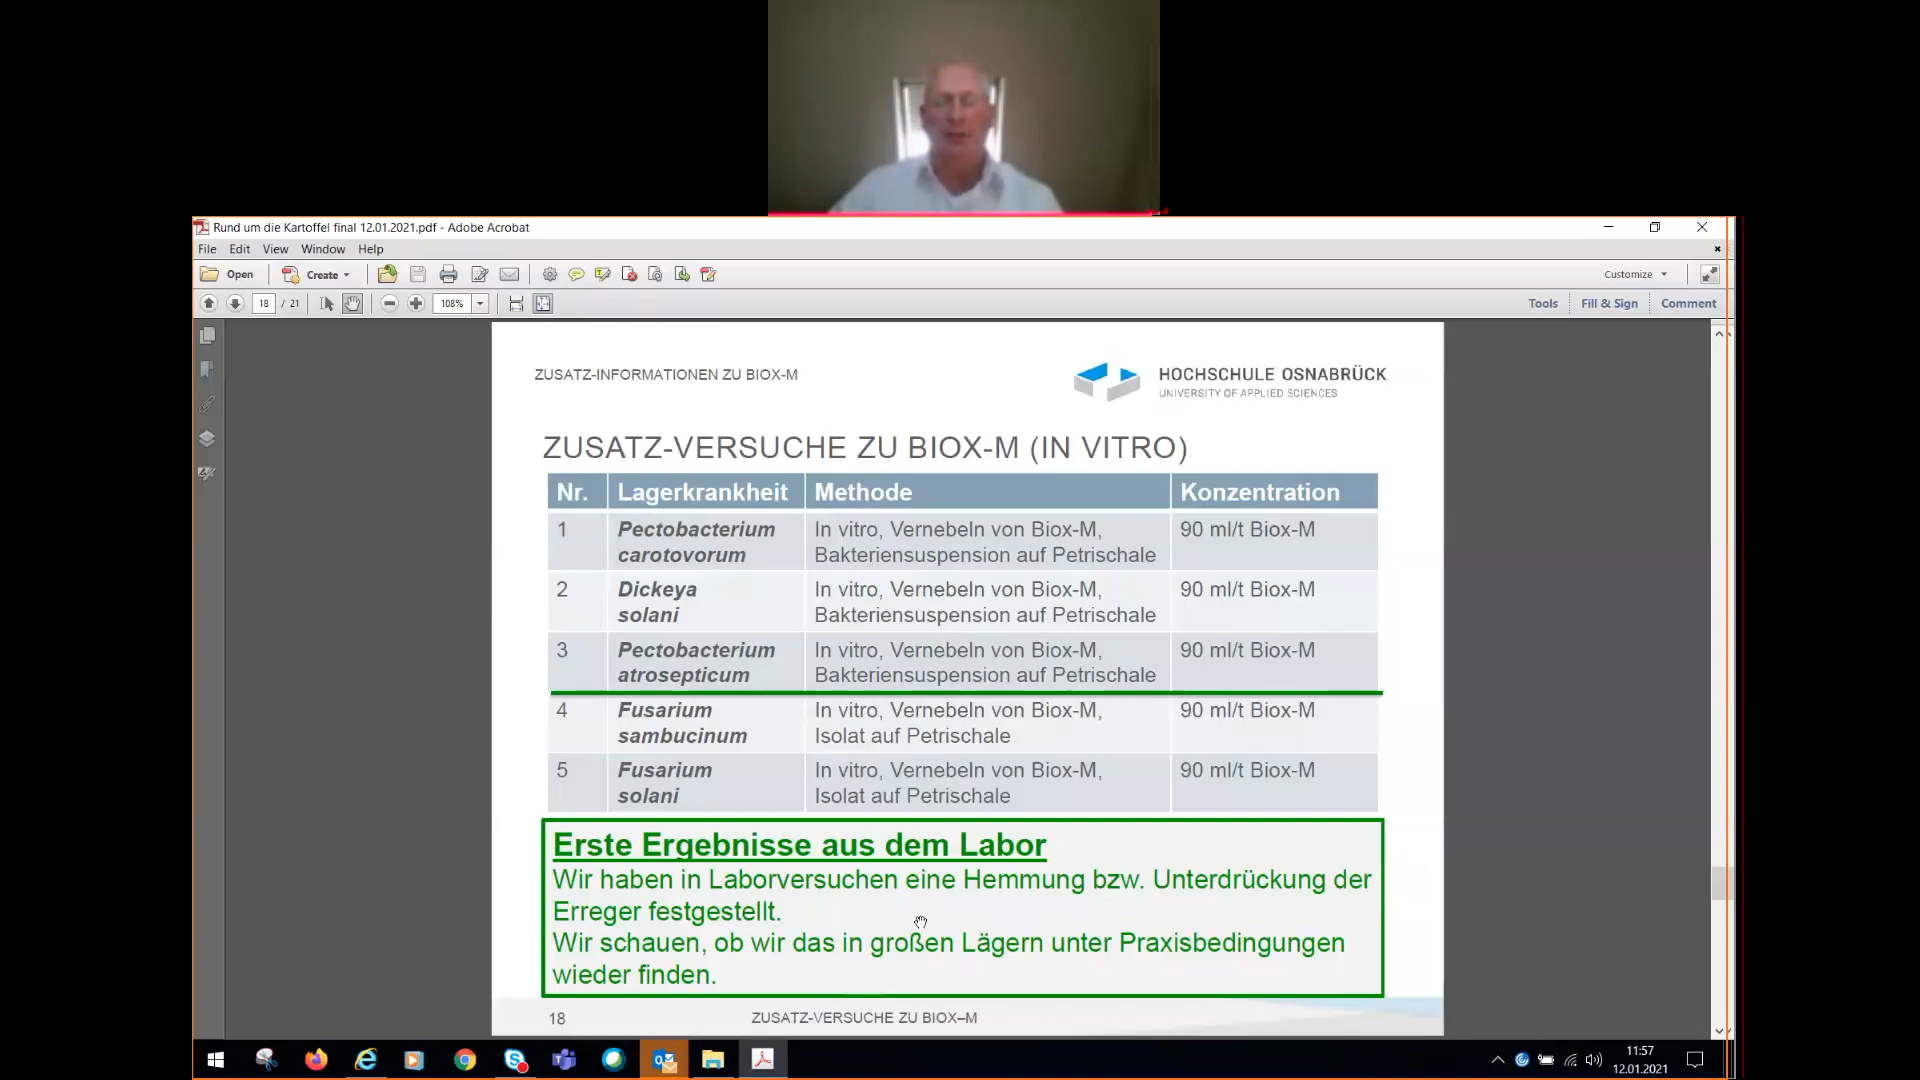 Rund um die Kartoffel final 12.01.2021.pdf - Adobe Acrobat
File Edit View Window Help
Open Create Customize
18 / 21 108% Tools Fill & Sign Comment
ZUSATZ-INFORMATIONEN ZU BIOX-M
HOCHSCHULE OSNABRÜCK
UNIVERSITY OF APPLIED SCIENCES
ZUSATZ-VERSUCHE ZU BIOX-M (IN VITRO)
Nr. Lagerkrankheit Methode Konzentration
1 Pectobacterium In vitro, Vernebeln von Biox-M, 90 ml/t Biox-M
carotovorum Bakteriensuspension auf Petrischale
2 Dickeya In vitro, Vernebeln von Biox-M, 90 ml/t Biox-M
solani Bakteriensuspension auf Petrischale
3 Pectobacterium In vitro, Vernebeln von Biox-M, 90 ml/t Biox-M
atrosepticum Bakteriensuspension auf Petrischale
4 Fusarium In vitro, Vernebeln von Biox-M, 90 ml/t Biox-M
sambucinum Isolat auf Petrischale
5 Fusarium In vitro, Vernebeln von Biox-M, 90 ml/t Biox-M
solani Isolat auf Petrischale
Erste Ergebnisse aus dem Labor
Wir haben in Laborversuchen eine Hemmung bzw. Unterdrückung der
Erreger festgestellt.
Wir schauen, ob wir das in großen Lägern unter Praxisbedingungen
wieder finden.
18 ZUSATZ-VERSUCHE ZU BIOX–M
11:57
12.01.2021